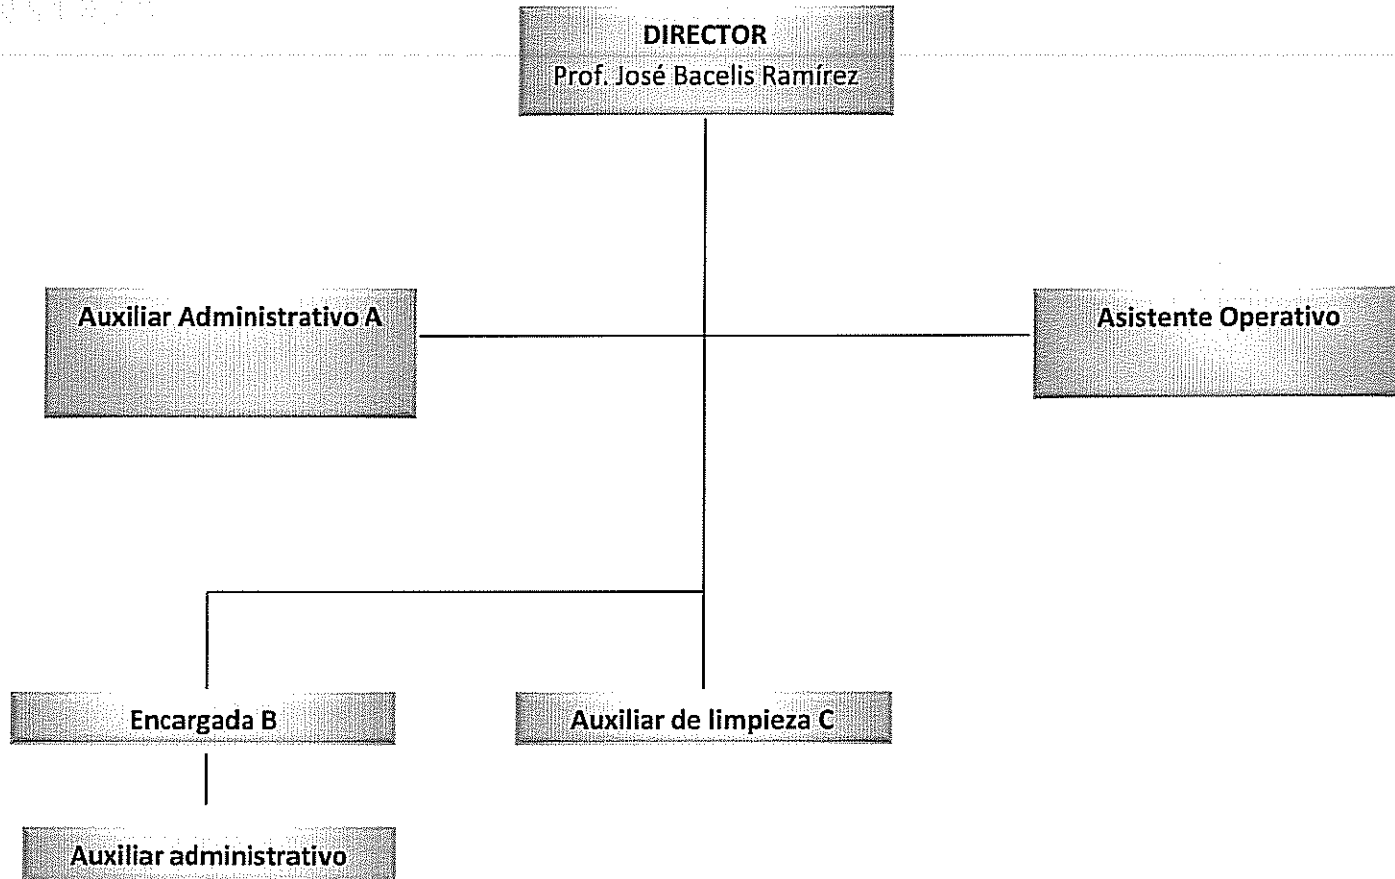 DIRECTOR
Prof. José Bacelis Ramírez
Auxiliar Administrativo A
Asistente Operativo
Encargada B
Auxiliar de limpieza C
Auxiliar administrativo